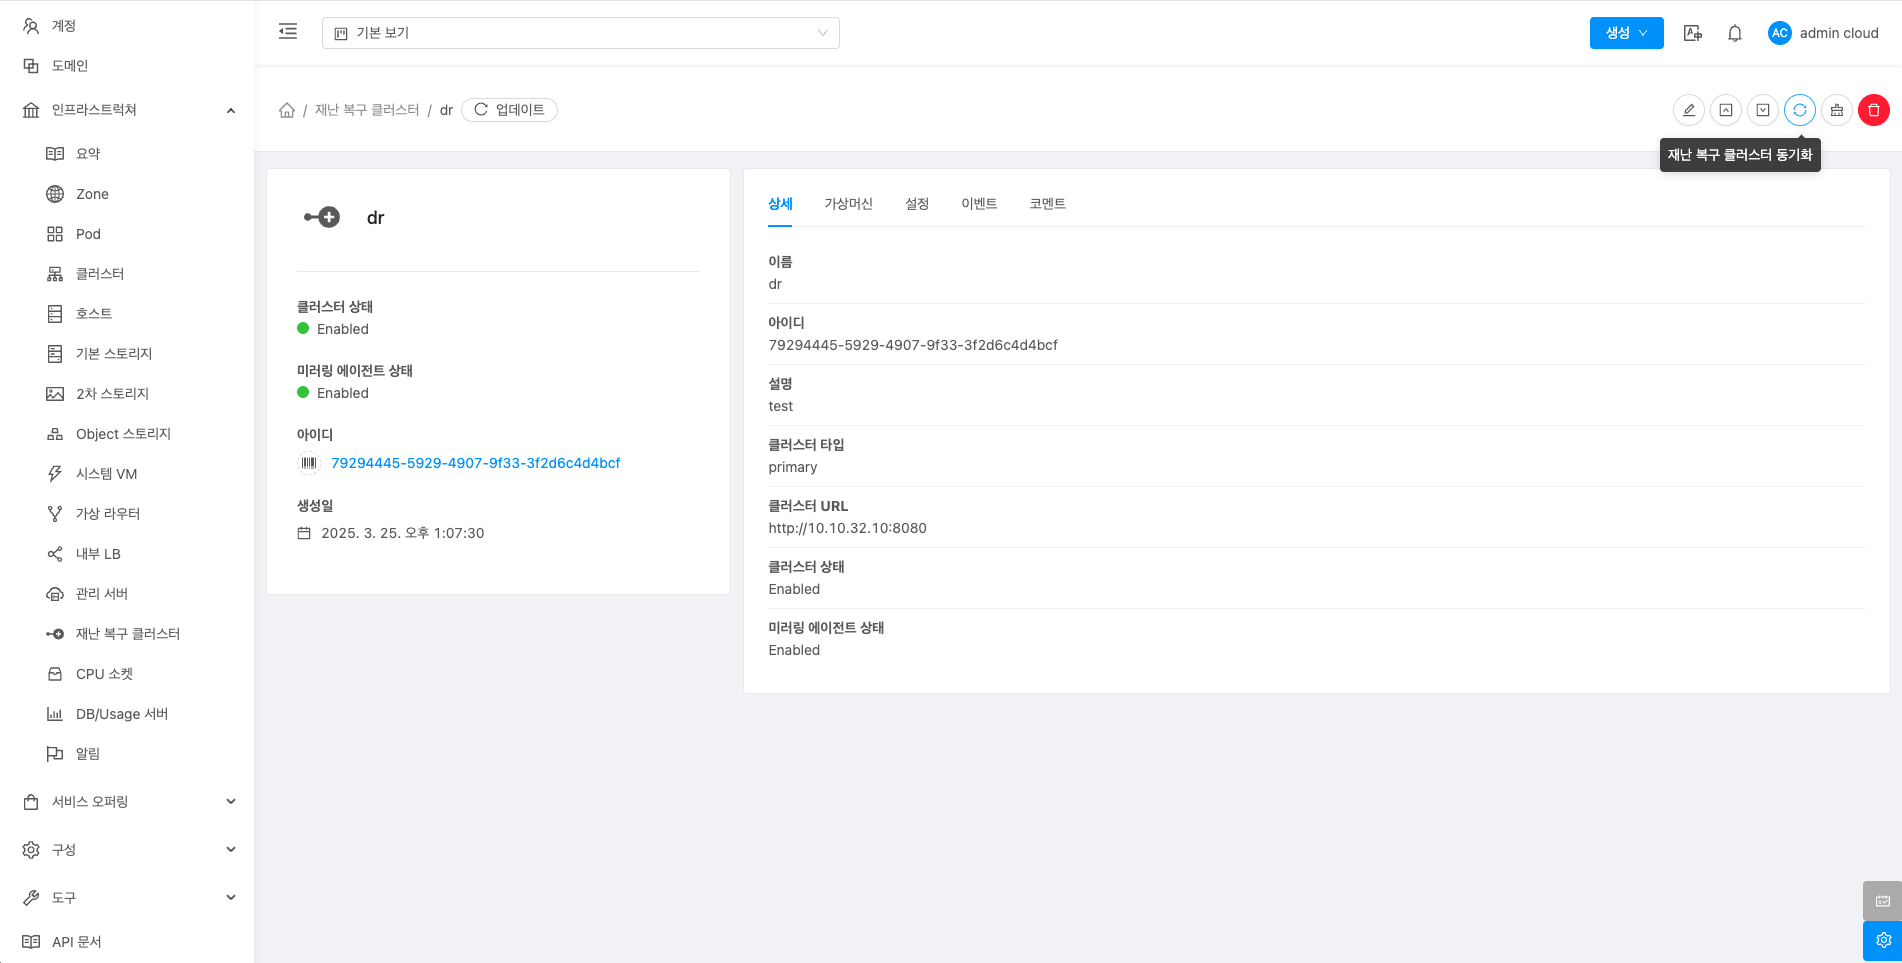 계정
도메인
인프라스트럭쳐
요약
Zone
Pod
클러스터
호스트
기본 스토리지
2차 스토리지
Object 스토리지
시스템 VM
가상 라우터
내부 LB
관리 서버
재난 복구 클러스터
CPU 소켓
DB/Usage 서버
알림
서비스 오퍼링
구성
도구
API 문서
기본 보기
생성
AC admin cloud
/ 재난 복구 클러스터 / dr 업데이트
재난 복구 클러스터 동기화
dr
클러스터 상태
Enabled
미러링 에이전트 상태
Enabled
아이디
79294445-5929-4907-9f33-3f2d6c4d4bcf
생성일
2025. 3. 25. 오후 1:07:30
상세 가상머신 설정 이벤트 코멘트
이름
dr
아이디
79294445-5929-4907-9f33-3f2d6c4d4bcf
설명
test
클러스터 타입
primary
클러스터 URL
http://10.10.32.10:8080
클러스터 상태
Enabled
미러링 에이전트 상태
Enabled